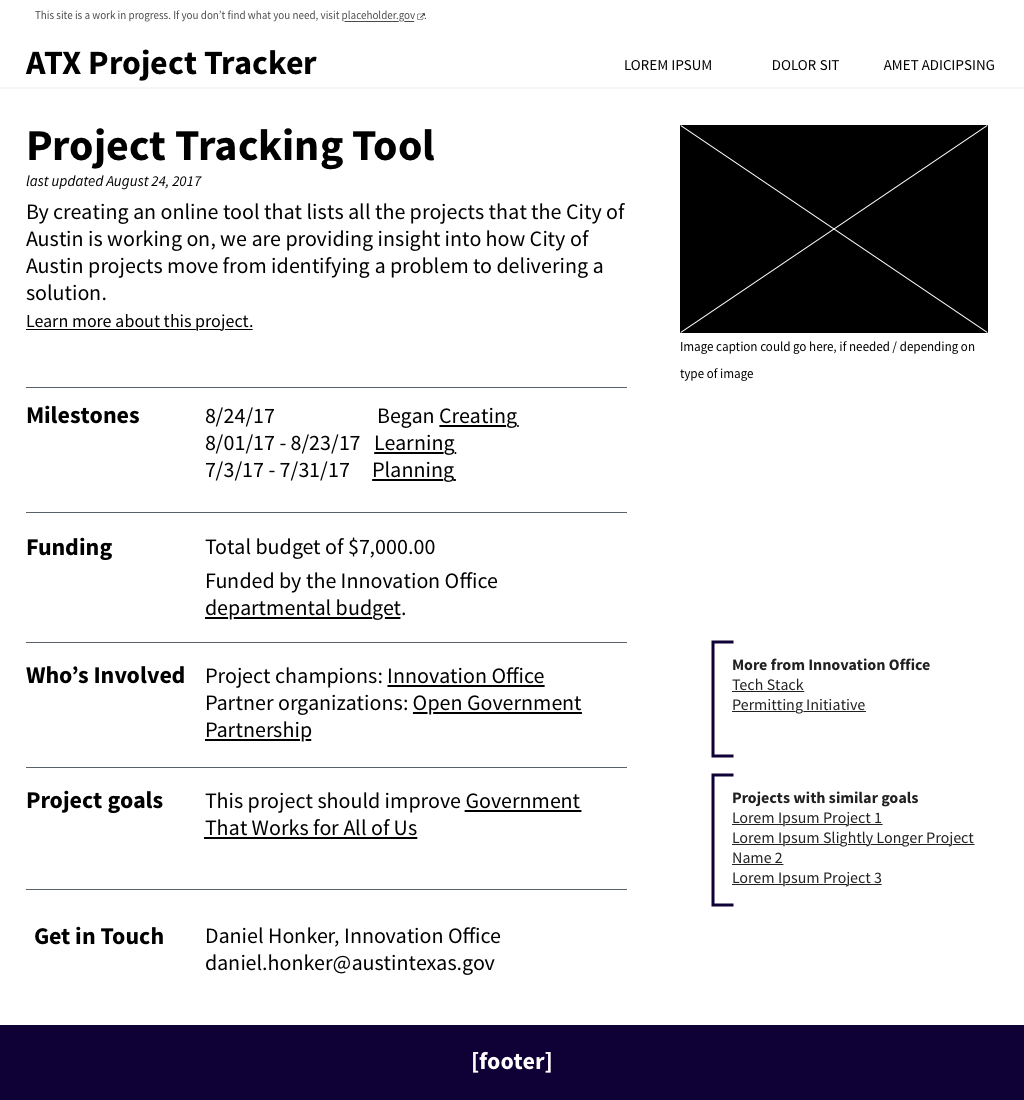 This site is a work in progress. If you don't find what you need, visit placeholder.gov.
ATX Project Tracker
LOREM IPSUM DOLOR SIT AMET ADICIPSING
Project Tracking Tool
last updated August 24, 2017
By creating an online tool that lists all the projects that the City of
Austin is working on, we are providing insight into how City of
Austin projects move from identifying a problem to delivering a
solution.
Learn more about this project.
Image caption could go here, if needed / depending on
type of image
Milestones
8/24/17 Began Creating
8/01/17 - 8/23/17 Learning
7/3/17 - 7/31/17 Planning
Funding
Total budget of $7,000.00
Funded by the Innovation Office
departmental budget.
Who’s Involved
Project champions: Innovation Office
Partner organizations: Open Government
Partnership
Project goals
This project should improve Government
That Works for All of Us
Get in Touch
Daniel Honker, Innovation Office
daniel.honker@austintexas.gov
More from Innovation Office
Tech Stack
Permitting Initiative
Projects with similar goals
Lorem Ipsum Project 1
Lorem Ipsum Slightly Longer Project
Name 2
Lorem Ipsum Project 3
[footer]